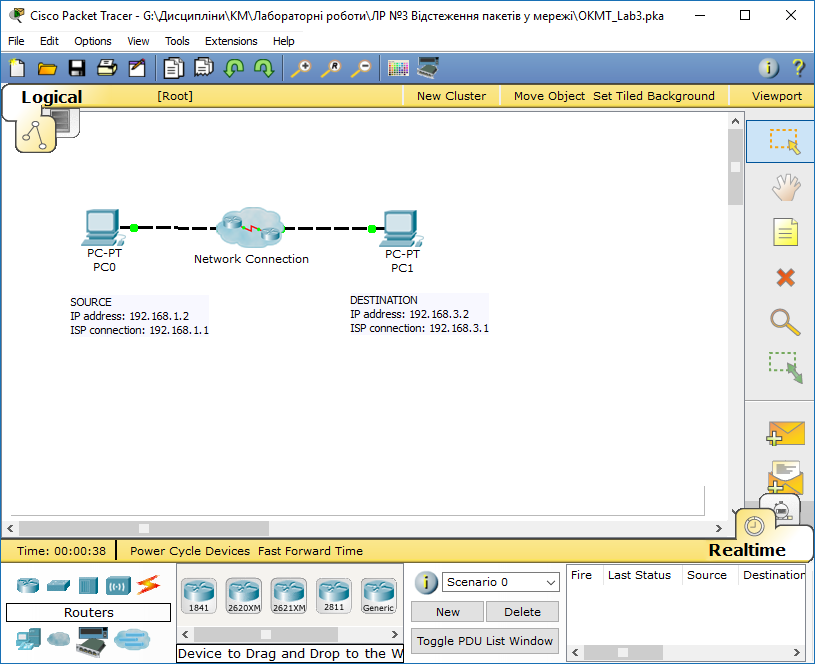 Cisco Packet Tracer - G:\Дисципліни\КМ\Лабораторні роботи\ЛР №3 Відстеження пакетів у мережі\OKMT_Lab3.pka
File Edit Options View Tools Extensions Help
Logical [Root] New Cluster Move Object Set Tiled Background Viewport
PC-PT
PC0
Network Connection
PC-PT
PC1
SOURCE
IP address: 192.168.1.2
ISP connection: 192.168.1.1
DESTINATION
IP address: 192.168.3.2
ISP connection: 192.168.3.1
Time: 00:00:38 Power Cycle Devices Fast Forward Time Realtime
Routers
1841 2620XM 2621XM 2811 Generic
Device to Drag and Drop to the W
Scenario 0
New Delete
Toggle PDU List Window
Fire Last Status Source Destination